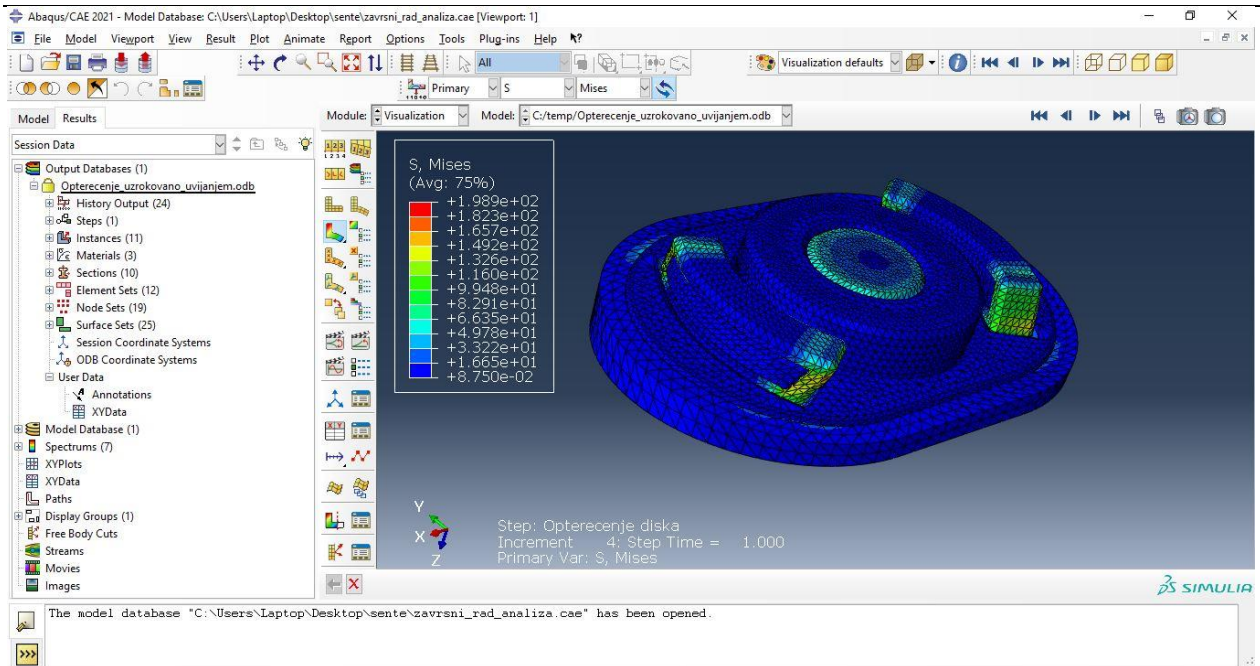 Abaqus/CAE 2021 - Model Database: C:\Users\Laptop\Desktop\sente\zavrsni_rad_analiza.cae [Viewport: 1]
File Model Viewport View Result Plot Animate Report Options Tools Plug-ins Help
All
Visualization defaults
Primary S Mises
Model Results
Module: Visualization Model: C:/temp/Opterecenje_uzrokovano_uvijanjem.odb
Session Data
Output Databases (1)
Opterecenje_uzrokovano_uvijanjem.odb
History Output (24)
Steps (1)
Instances (11)
Materials (3)
Sections (10)
Element Sets (12)
Node Sets (19)
Surface Sets (25)
Session Coordinate Systems
ODB Coordinate Systems
User Data
Annotations
XYData
Model Database (1)
Spectrums (7)
XYPlots
XYData
Paths
Display Groups (1)
Free Body Cuts
Streams
Movies
Images
S, Mises
(Avg: 75%)
+1.989e+02
+1.823e+02
+1.657e+02
+1.492e+02
+1.326e+02
+1.160e+02
+9.948e+01
+8.291e+01
+6.635e+01
+4.978e+01
+3.322e+01
+1.665e+01
+8.750e-02
Y
X
Z
Step: Opterecenje diska
Increment 4: Step Time = 1.000
Primary Var: S, Mises
SIMULIA
The model database "C:\Users\Laptop\Desktop\sente\zavrsni_rad_analiza.cae" has been opened.
>>>